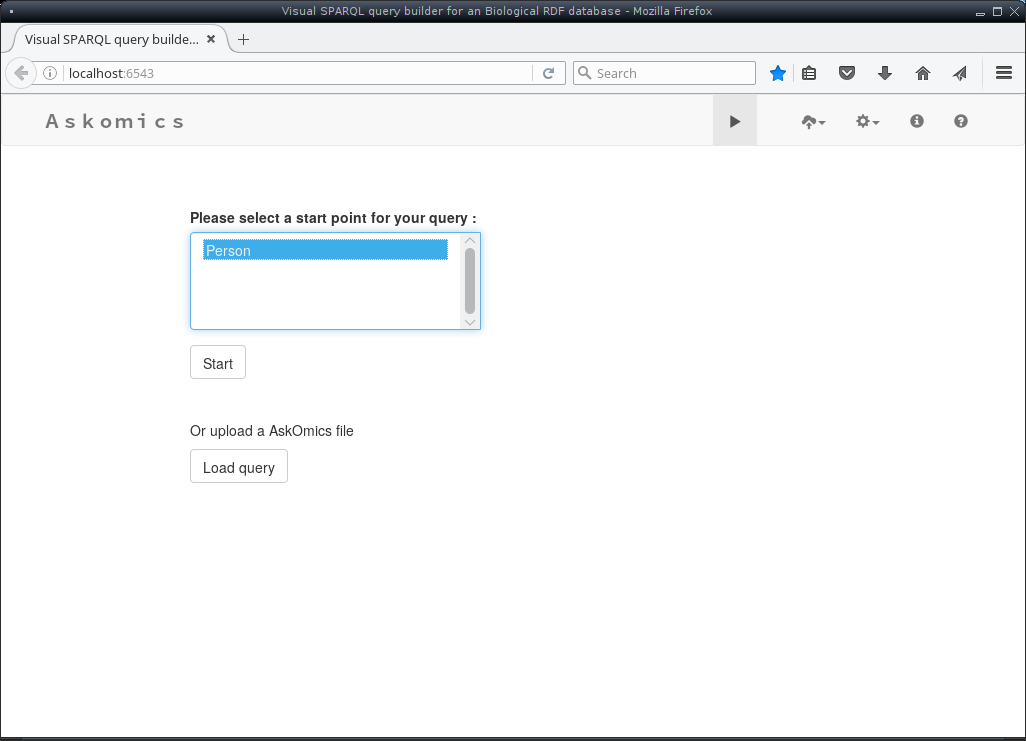 Visual SPARQL query builder for an Biological RDF database - Mozilla Firefox
Visual SPARQL query builde...
localhost:6543
Search
Askomics
Please select a start point for your query :
Person
Start
Or upload a AskOmics file
Load query